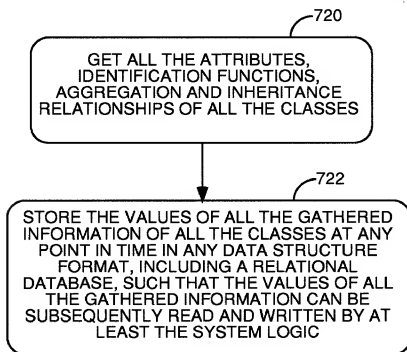 720
GET ALL THE ATTRIBUTES,
IDENTIFICATION FUNCTIONS,
AGGREGATION AND INHERITANCE
RELATIONSHIPS OF ALL THE CLASSES
722
STORE THE VALUES OF ALL THE GATHERED
INFORMATION OF ALL THE CLASSES AT ANY
POINT IN TIME IN ANY DATA STRUCTURE
FORMAT, INCLUDING A RELATIONAL
DATABASE, SUCH THAT THE VALUES OF ALL
THE GATHERED INFORMATION CAN BE
SUBSEQUENTLY READ AND WRITTEN BY AT
LEAST THE SYSTEM LOGIC